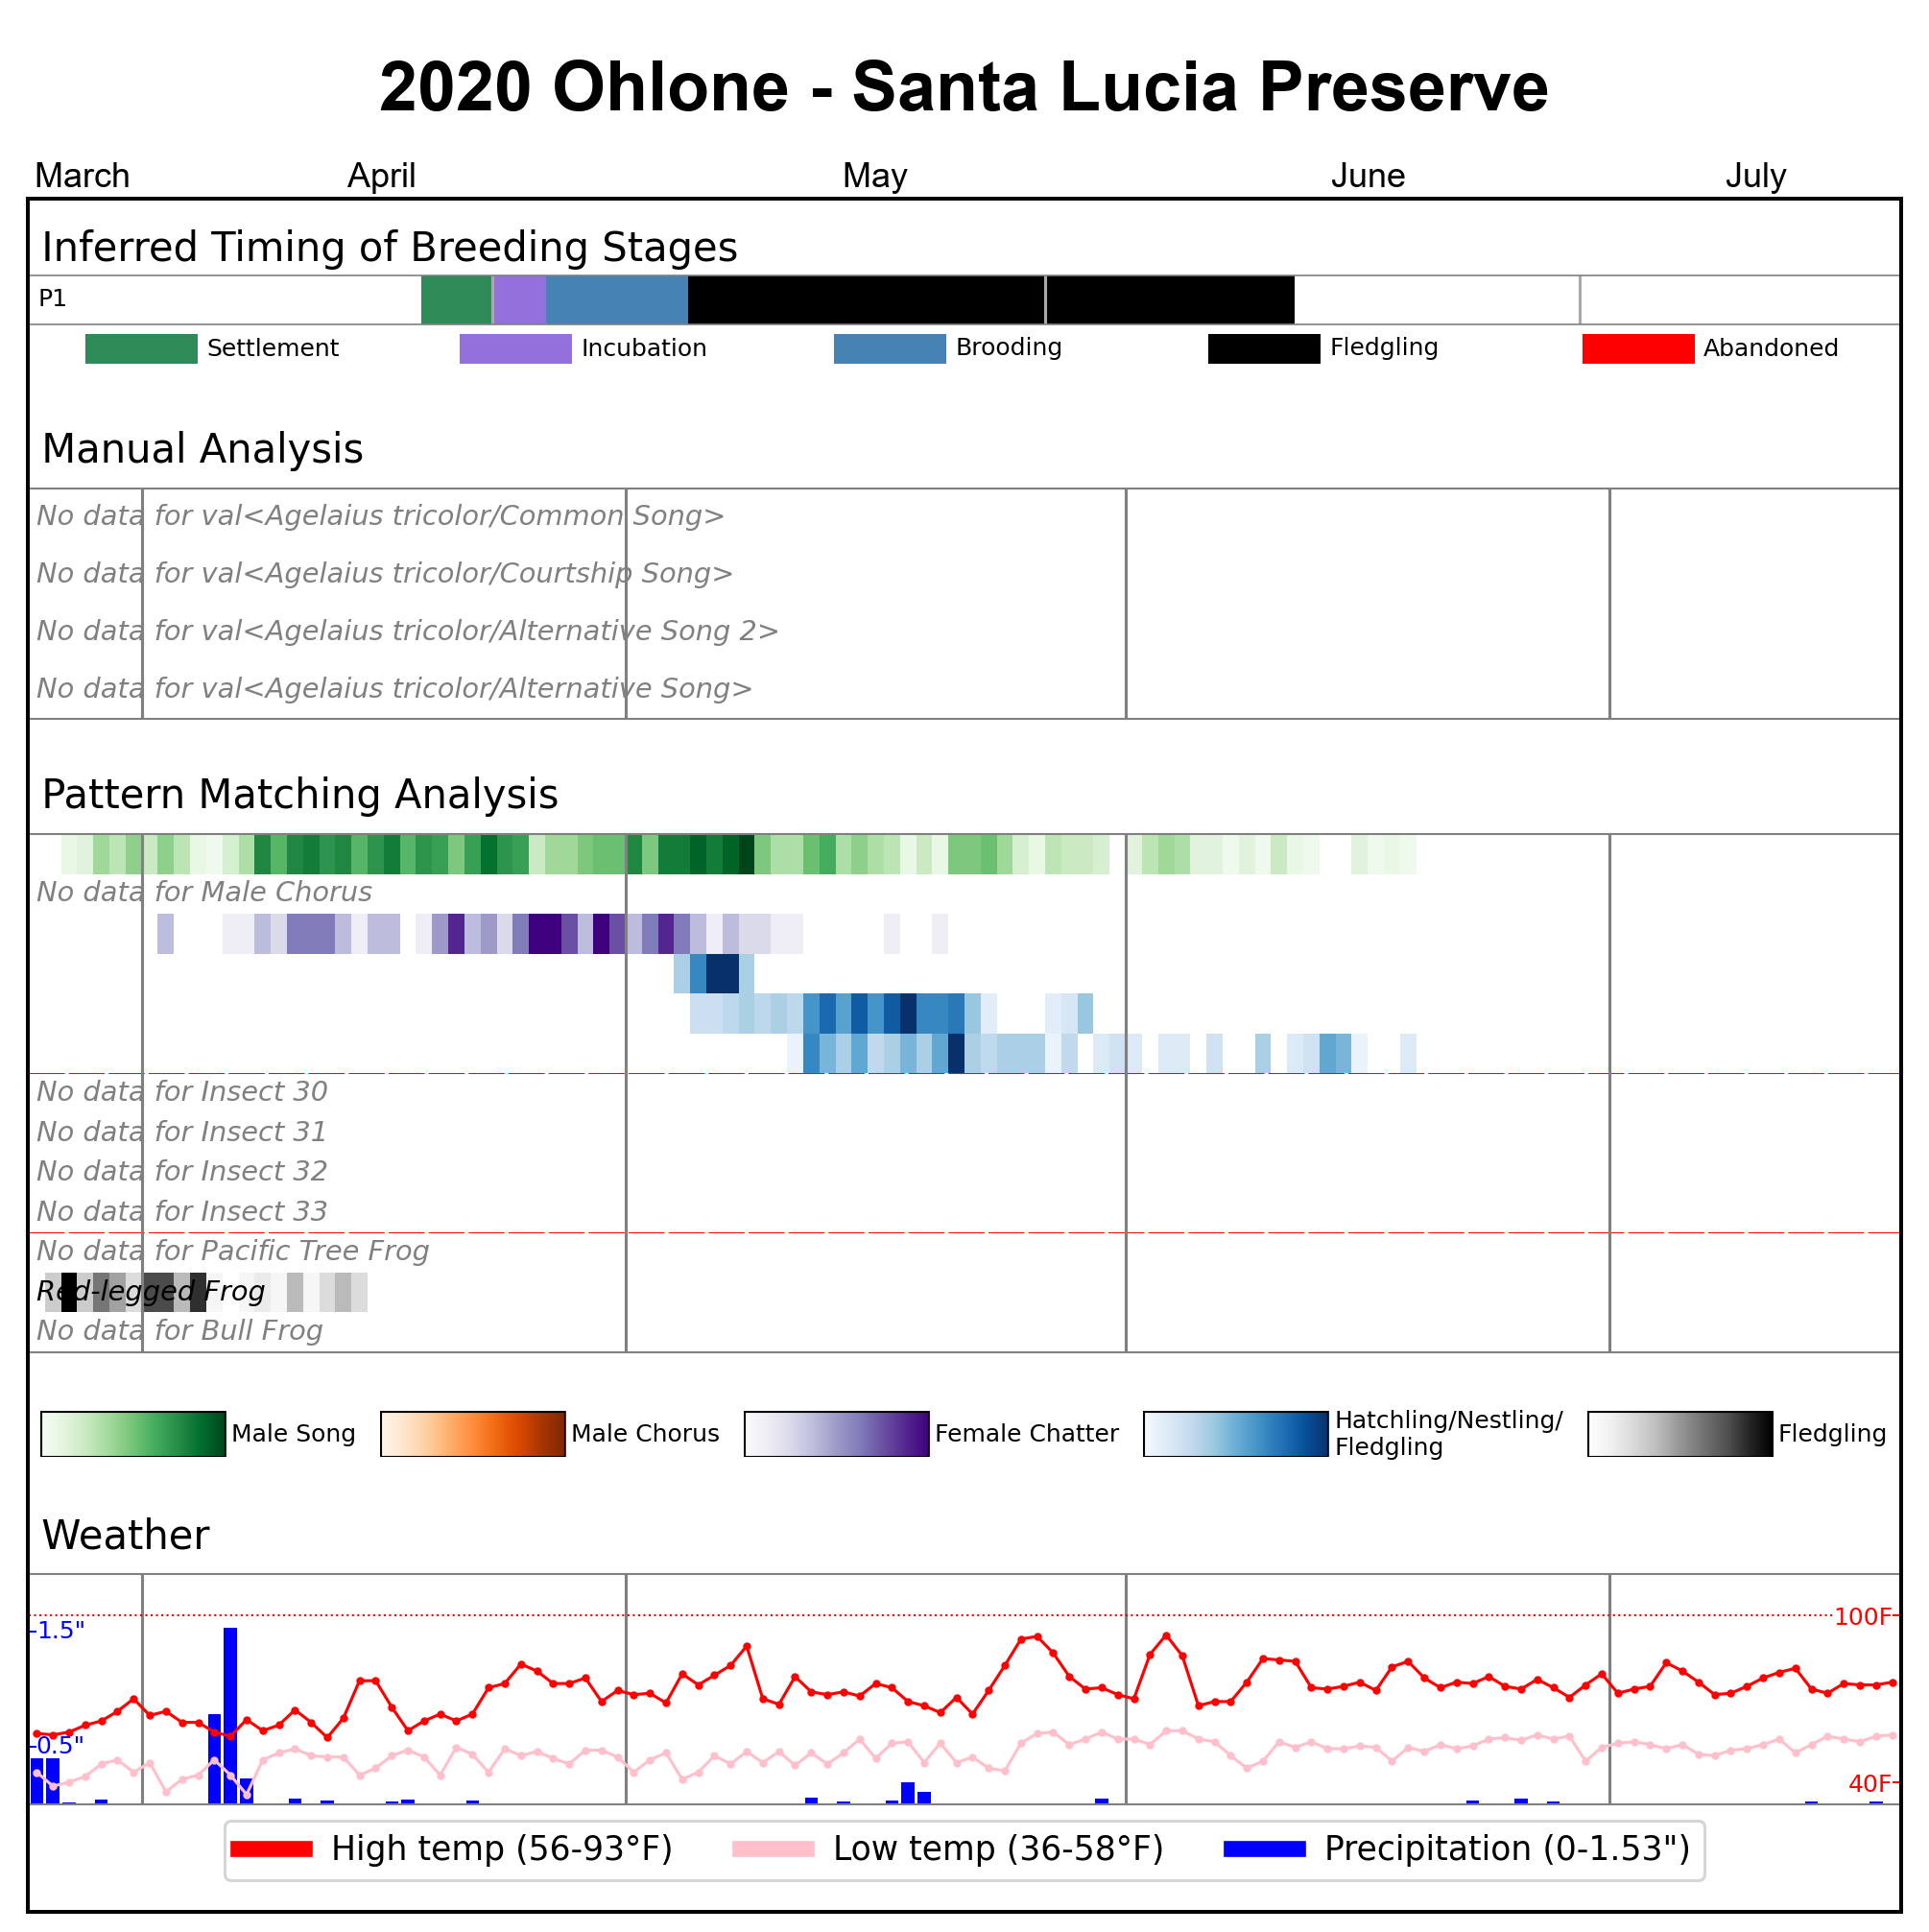 2020 Ohlone - Santa Lucia Preserve
March April May June July
Inferred Timing of Breeding Stages
P1
Settlement Incubation Brooding Fledgling Abandoned
Manual Analysis
No data for val<Agelaius tricolor/Common Song>
No data for val<Agelaius tricolor/Courtship Song>
No data for val<Agelaius tricolor/Alternative Song 2>
No data for val<Agelaius tricolor/Alternative Song>
Pattern Matching Analysis
No data for Male Chorus
No data for Insect 30
No data for Insect 31
No data for Insect 32
No data for Insect 33
No data for Pacific Tree Frog
Red-legged Frog
No data for Bull Frog
Male Song Male Chorus Female Chatter Hatchling/Nestling/
Fledgling Fledgling
Weather
1.5" 100F
0.5" 40F
High temp (56-93°F) Low temp (36-58°F) Precipitation (0-1.53")